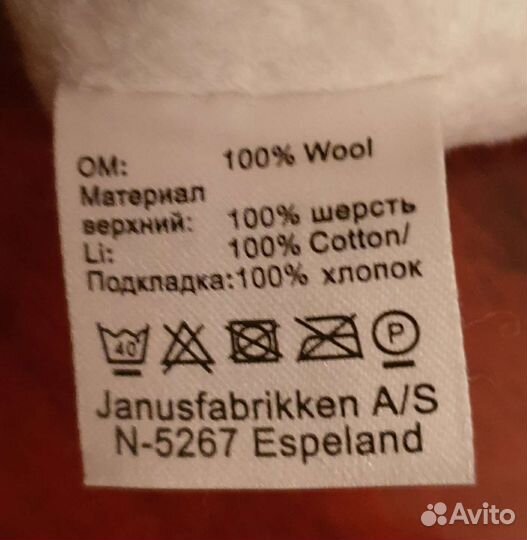 OM: 100% Wool
Материал
верхний: 100% шерсть
Li: 100% Cotton/
Подкладка:100% хлопок
40 P
Janusfabrikken A/S
N-5267 Espeland
Avito